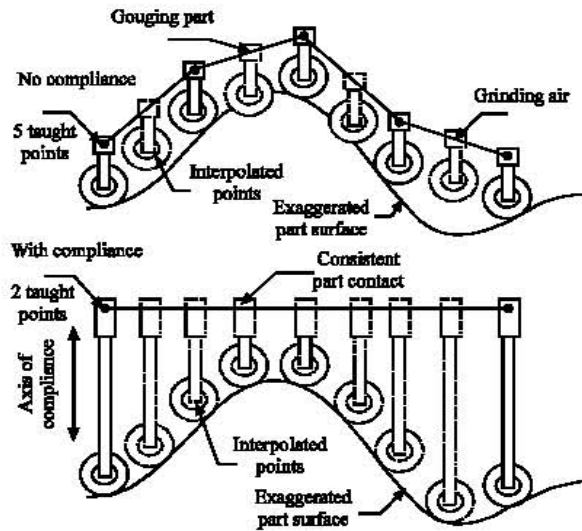 Gouging part
No compliance
5 taught
points
Grinding air
Interpolated
points
Exaggerated
part surface
With compliance
2 taught
points
Consistent
part contact
Axis of
compliance
Interpolated
points
Exaggerated
part surface